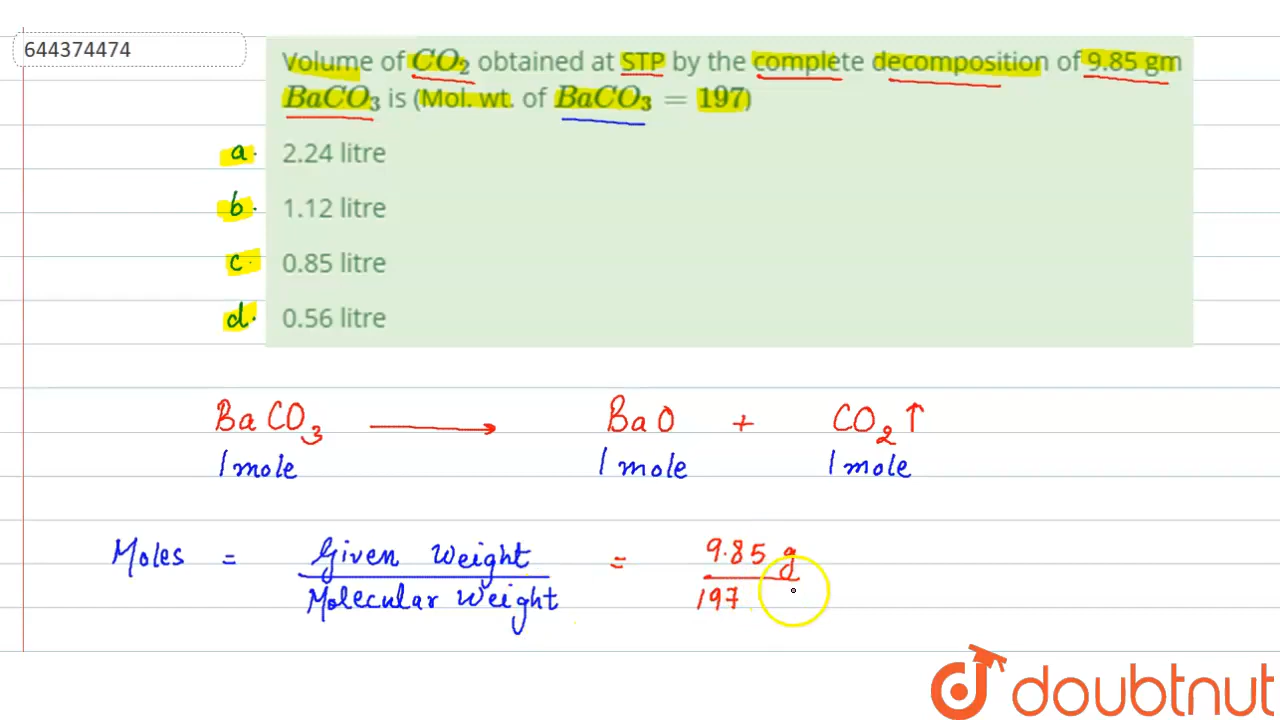 644374474
Volume of CO₂ obtained at STP by the complete decomposition of 9.85 gm
BaCO₃ is (Mol. wt. of BaCO₃ = 197)
a. 2.24 litre
b. 1.12 litre
c. 0.85 litre
d. 0.56 litre
BaCO₃ ⟶ BaO + CO₂↑
1 mole 1 mole 1 mole
Moles = Given Weight / Molecular Weight = 9.85 g / 197
doubtnut